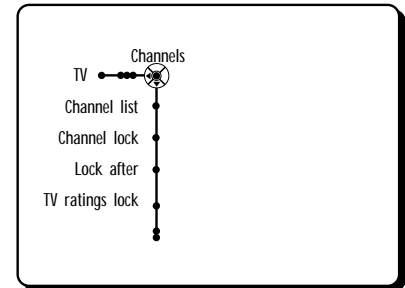 Channels
TV
Channel list
Channel lock
Lock after
TV ratings lock